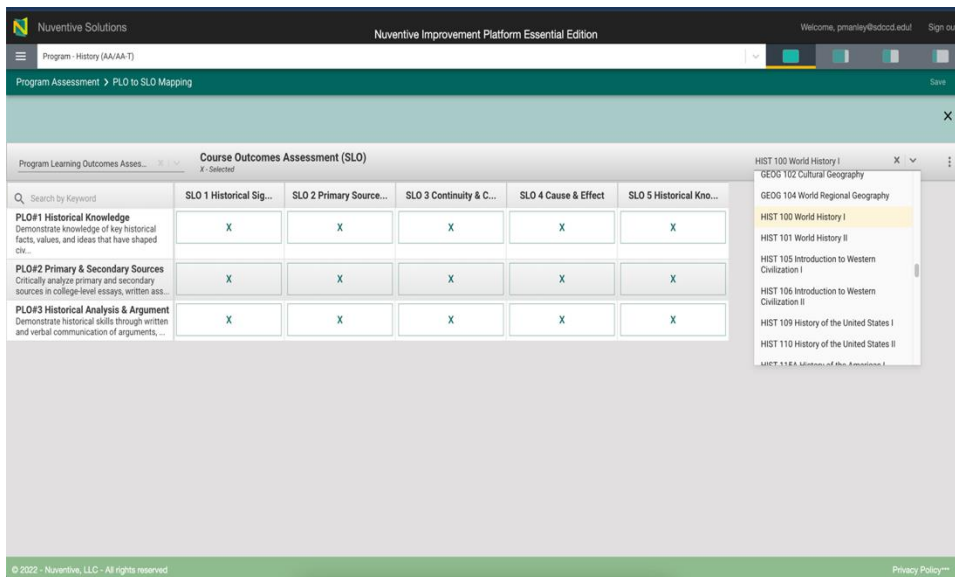 Nuventive Solutions
Nuventive Improvement Platform Essential Edition
Welcome, pmanley@sdccd.edu!
Sign ou
Program - History (AA/AA-T)
Program Assessment > PLO to SLO Mapping
Save
X
Program Learning Outcomes Asses...
X
Course Outcomes Assessment (SLO)
X - Selected
HIST 100 World History I
X
Search by Keyword
SLO 1 Historical Sig...
SLO 2 Primary Source...
SLO 3 Continuity & C...
SLO 4 Cause & Effect
SLO 5 Historical Kno...
PLO#1 Historical Knowledge
Demonstrate knowledge of key historical
facts, values, and ideas that have shaped
civ...
X X X X X
PLO#2 Primary & Secondary Sources
Critically analyze primary and secondary
sources in college-level essays, written ass...
X X X X X
PLO#3 Historical Analysis & Argument
Demonstrate historical skills through written
and verbal communication of arguments, ...
X X X X X
GEOG 102 Cultural Geography
GEOG 104 World Regional Geography
HIST 100 World History I
HIST 101 World History II
HIST 105 Introduction to Western
Civilization I
HIST 106 Introduction to Western
Civilization II
HIST 109 History of the United States I
HIST 110 History of the United States II
HIST 115A History of the Americas I
© 2022 - Nuventive, LLC - All rights reserved
Privacy Policy***